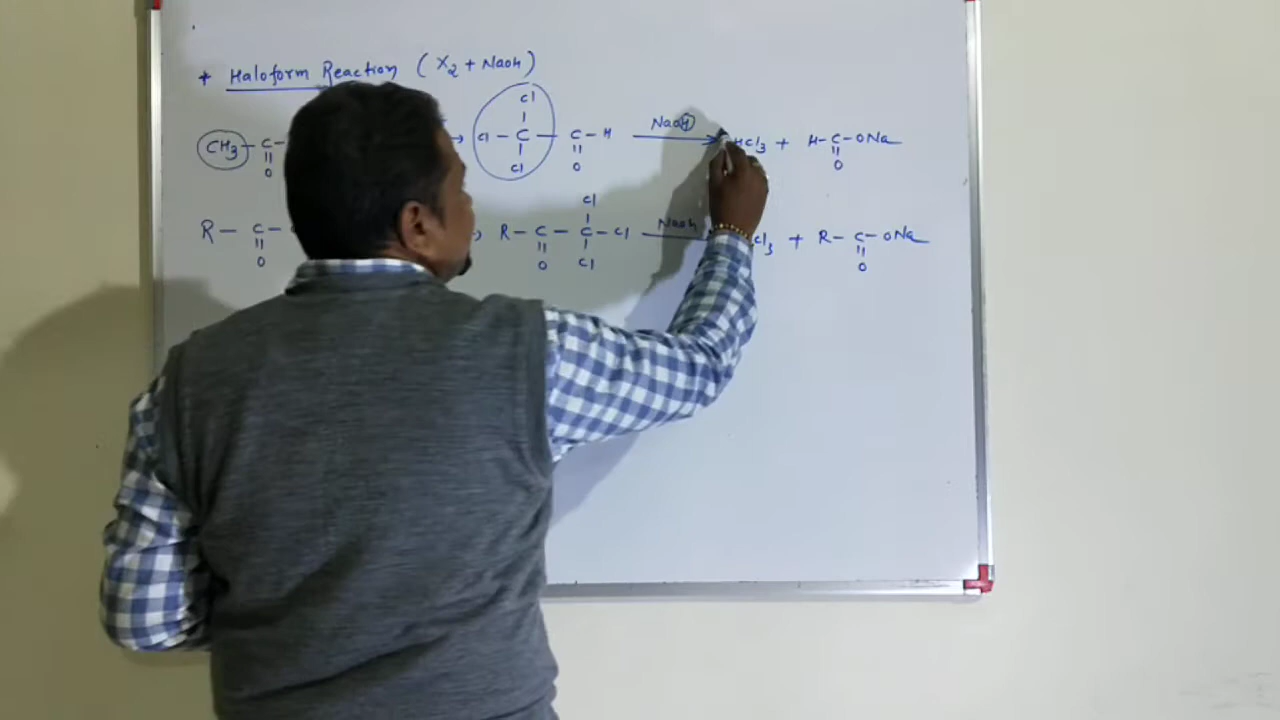 * Haloform Reaction ( X2 + NaoH )
Cl
CH3 — C — → Cl — C — C — H NaoH → HCl3 + H — C — ONa
O Cl O O
Cl
R — C — R — C — C — Cl NaoH Cl3 + R — C — ONa
O O Cl O